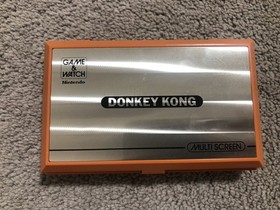 GAME
&
WATCH
Nintendo
DONKEY KONG
MULTI SCREEN